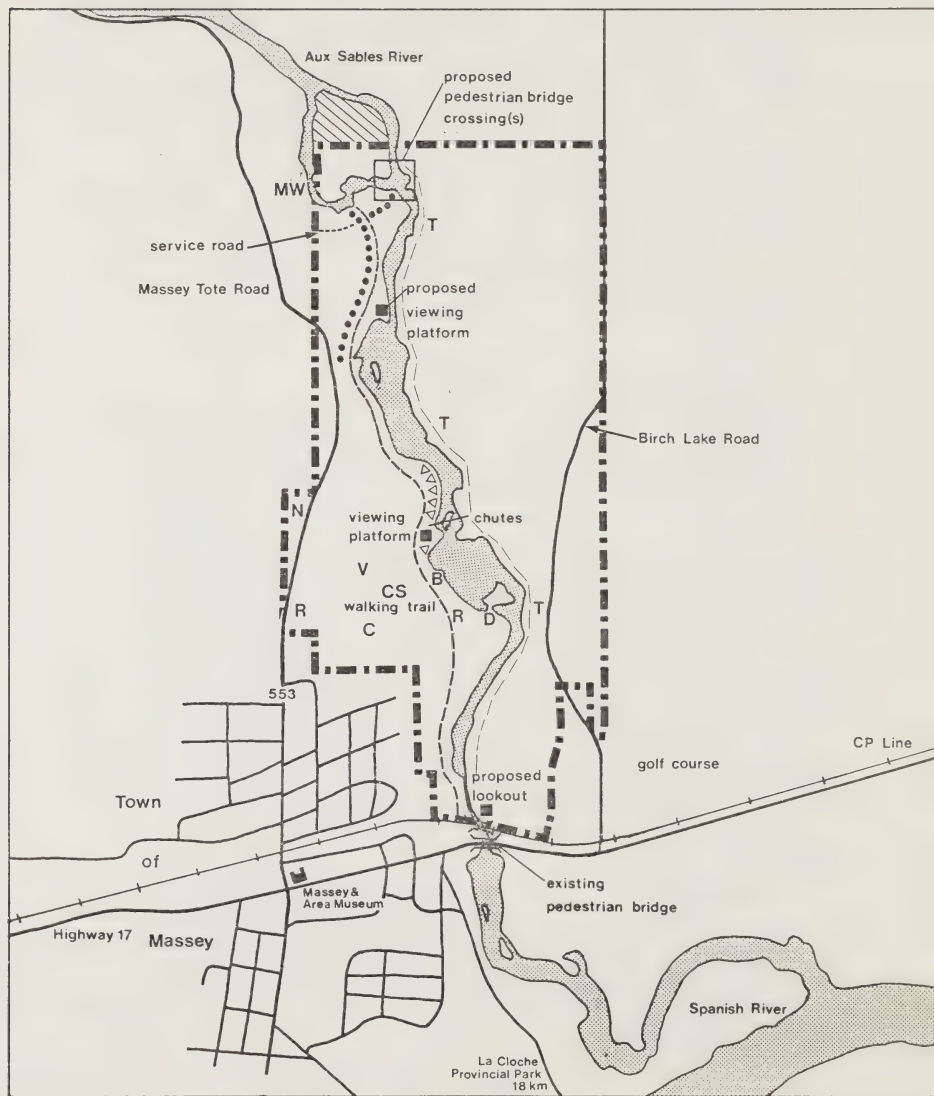 Aux Sables River
proposed
pedestrian bridge
crossing(s)
MW
T
service road
Massey Tote Road
proposed
viewing
platform
T
Birch Lake Road
N
viewing
platform
chutes
V
B
CS
walking trail
R
D
T
R
C
553
CP Line
golf course
proposed
lookout
Town
of
Massey
Massey &
Area Museum
existing
pedestrian bridge
Highway 17
Spanish River
La Cloche
Provincial Park
18 km